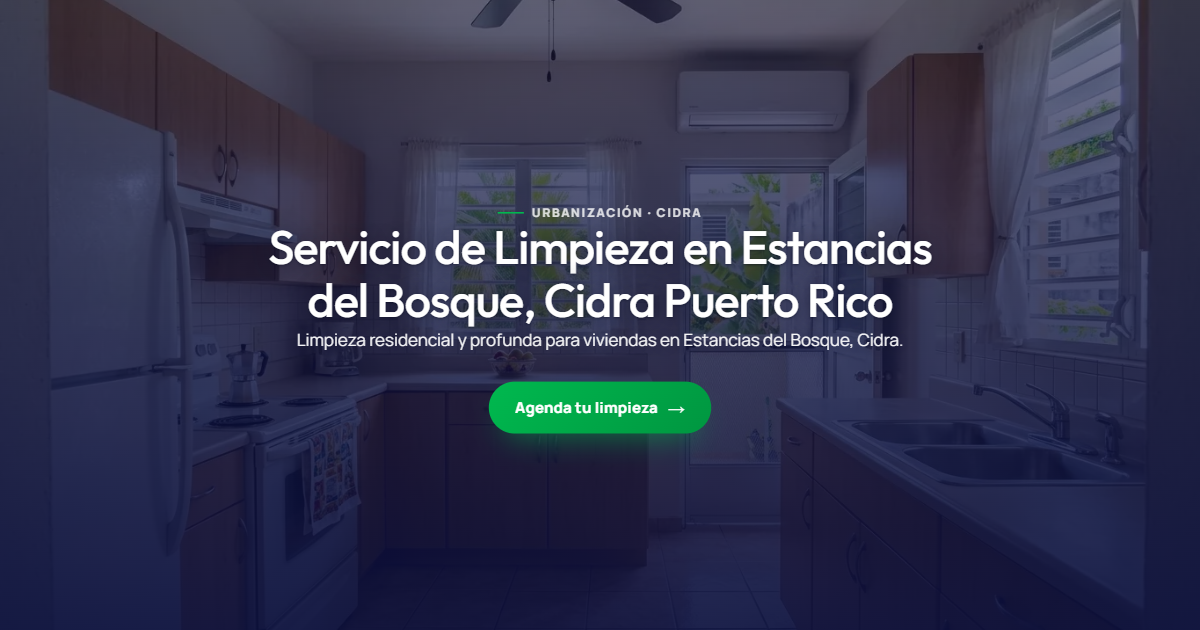 URBANIZACIÓN · CIDRA
Servicio de Limpieza en Estancias
del Bosque, Cidra Puerto Rico
Limpieza residencial y profunda para viviendas en Estancias del Bosque, Cidra.
Agenda tu limpieza →